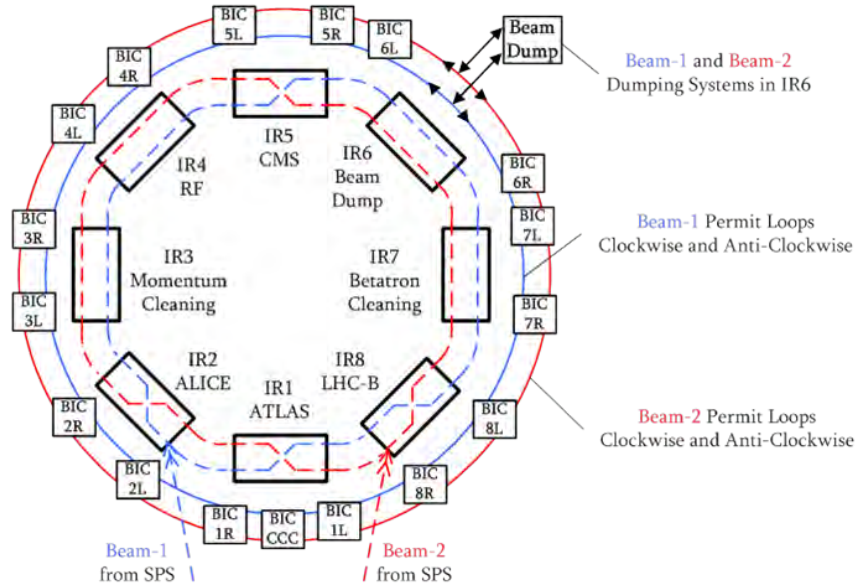 BIC
5L
BIC
5R
BIC
6L
Beam
Dump
Beam-1 and Beam-2
Dumping Systems in IR6
BIC
4R
BIC
4L
BIC
6R
BIC
7L
BIC
3R
BIC
3L
BIC
7R
BIC
2R
BIC
8L
BIC
2L
BIC
8R
BIC
1R
BIC
CCC
BIC
1L
IR5
CMS
IR4
RF
IR6
Beam
Dump
IR3
Momentum
Cleaning
IR7
Betatron
Cleaning
IR2
ALICE
IR1
ATLAS
IR8
LHC-B
Beam-1 Permit Loops
Clockwise and Anti-Clockwise
Beam-2 Permit Loops
Clockwise and Anti-Clockwise
Beam-1
from SPS
Beam-2
from SPS